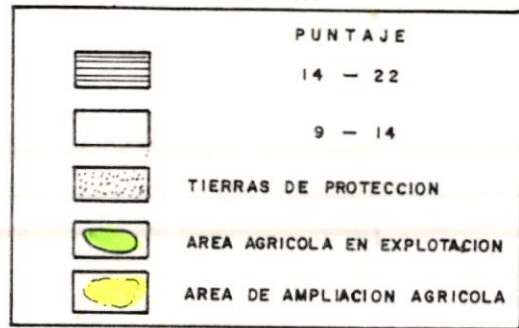 PUNTAJE
14 - 22
9 - 14
TIERRAS DE PROTECCION
AREA AGRICOLA EN EXPLOTACION
AREA DE AMPLIACION AGRICOLA